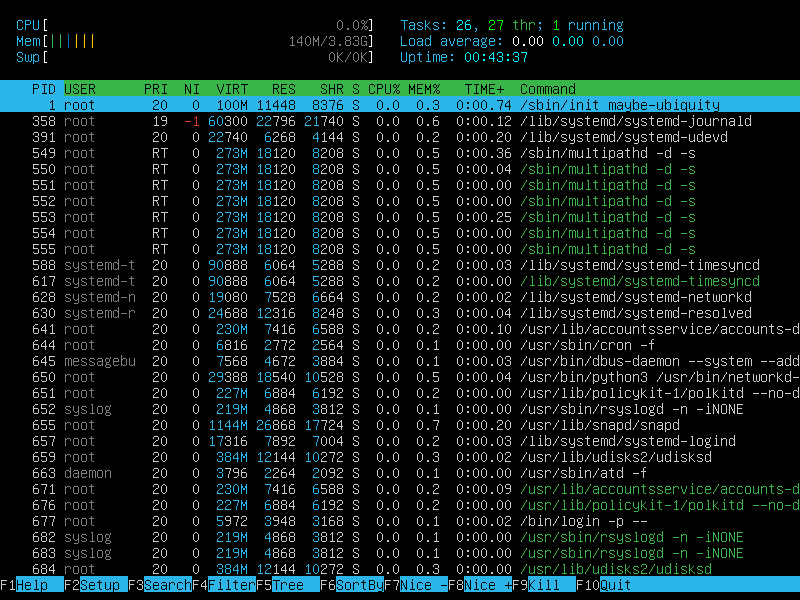 CPU[ 0.0%] Tasks: 26, 27 thr; 1 running
Mem[|||||| 140M/3.83G] Load average: 0.00 0.00 0.00
Swp[ 0K/0K] Uptime: 00:43:37
PID USER PRI NI VIRT RES SHR S CPU% MEM% TIME+ Command
1 root 20 0 100M 11448 8376 S 0.0 0.3 0:00.74 /sbin/init maybe-ubiquity
358 root 19 -1 60300 22796 21740 S 0.0 0.6 0:00.12 /lib/systemd/systemd-journald
391 root 20 0 22740 6268 4144 S 0.0 0.2 0:00.20 /lib/systemd/systemd-udevd
549 root RT 0 273M 18120 8208 S 0.0 0.5 0:00.36 /sbin/multipathd -d -s
550 root RT 0 273M 18120 8208 S 0.0 0.5 0:00.04 /sbin/multipathd -d -s
551 root RT 0 273M 18120 8208 S 0.0 0.5 0:00.00 /sbin/multipathd -d -s
552 root RT 0 273M 18120 8208 S 0.0 0.5 0:00.00 /sbin/multipathd -d -s
553 root RT 0 273M 18120 8208 S 0.0 0.5 0:00.25 /sbin/multipathd -d -s
554 root RT 0 273M 18120 8208 S 0.0 0.5 0:00.00 /sbin/multipathd -d -s
555 root RT 0 273M 18120 8208 S 0.0 0.5 0:00.00 /sbin/multipathd -d -s
588 systemd-t 20 0 90888 6064 5288 S 0.0 0.2 0:00.03 /lib/systemd/systemd-timesyncd
617 systemd-t 20 0 90888 6064 5288 S 0.0 0.2 0:00.00 /lib/systemd/systemd-timesyncd
628 systemd-n 20 0 19080 7528 6664 S 0.0 0.2 0:00.02 /lib/systemd/systemd-networkd
630 systemd-r 20 0 24688 12316 8248 S 0.0 0.3 0:00.04 /lib/systemd/systemd-resolved
641 root 20 0 230M 7416 6588 S 0.0 0.2 0:00.10 /usr/lib/accountsservice/accounts-d
644 root 20 0 6816 2772 2564 S 0.0 0.1 0:00.00 /usr/sbin/cron -f
645 messagebu 20 0 7568 4672 3884 S 0.0 0.1 0:00.03 /usr/bin/dbus-daemon --system --add
650 root 20 0 29388 18540 10528 S 0.0 0.5 0:00.04 /usr/bin/python3 /usr/bin/networkd-
651 root 20 0 227M 6884 6192 S 0.0 0.2 0:00.00 /usr/lib/policykit-1/polkitd --no-d
652 syslog 20 0 219M 4868 3812 S 0.0 0.1 0:00.00 /usr/sbin/rsyslogd -n -iNONE
655 root 20 0 1144M 26868 17724 S 0.0 0.7 0:00.20 /usr/lib/snapd/snapd
657 root 20 0 17316 7892 7004 S 0.0 0.2 0:00.03 /lib/systemd/systemd-logind
659 root 20 0 384M 12144 10272 S 0.0 0.3 0:00.02 /usr/lib/udisks2/udisksd
663 daemon 20 0 3796 2264 2092 S 0.0 0.1 0:00.00 /usr/sbin/atd -f
671 root 20 0 230M 7416 6588 S 0.0 0.2 0:00.09 /usr/lib/accountsservice/accounts-d
676 root 20 0 227M 6884 6192 S 0.0 0.2 0:00.00 /usr/lib/policykit-1/polkitd --no-d
677 root 20 0 5972 3948 3168 S 0.0 0.1 0:00.02 /bin/login -p --
682 syslog 20 0 219M 4868 3812 S 0.0 0.1 0:00.00 /usr/sbin/rsyslogd -n -iNONE
683 syslog 20 0 219M 4868 3812 S 0.0 0.1 0:00.00 /usr/sbin/rsyslogd -n -iNONE
684 root 20 0 384M 12144 10272 S 0.0 0.3 0:00.00 /usr/lib/udisks2/udisksd
F1Help F2Setup F3SearchF4FilterF5Tree F6SortByF7Nice -F8Nice +F9Kill F10Quit